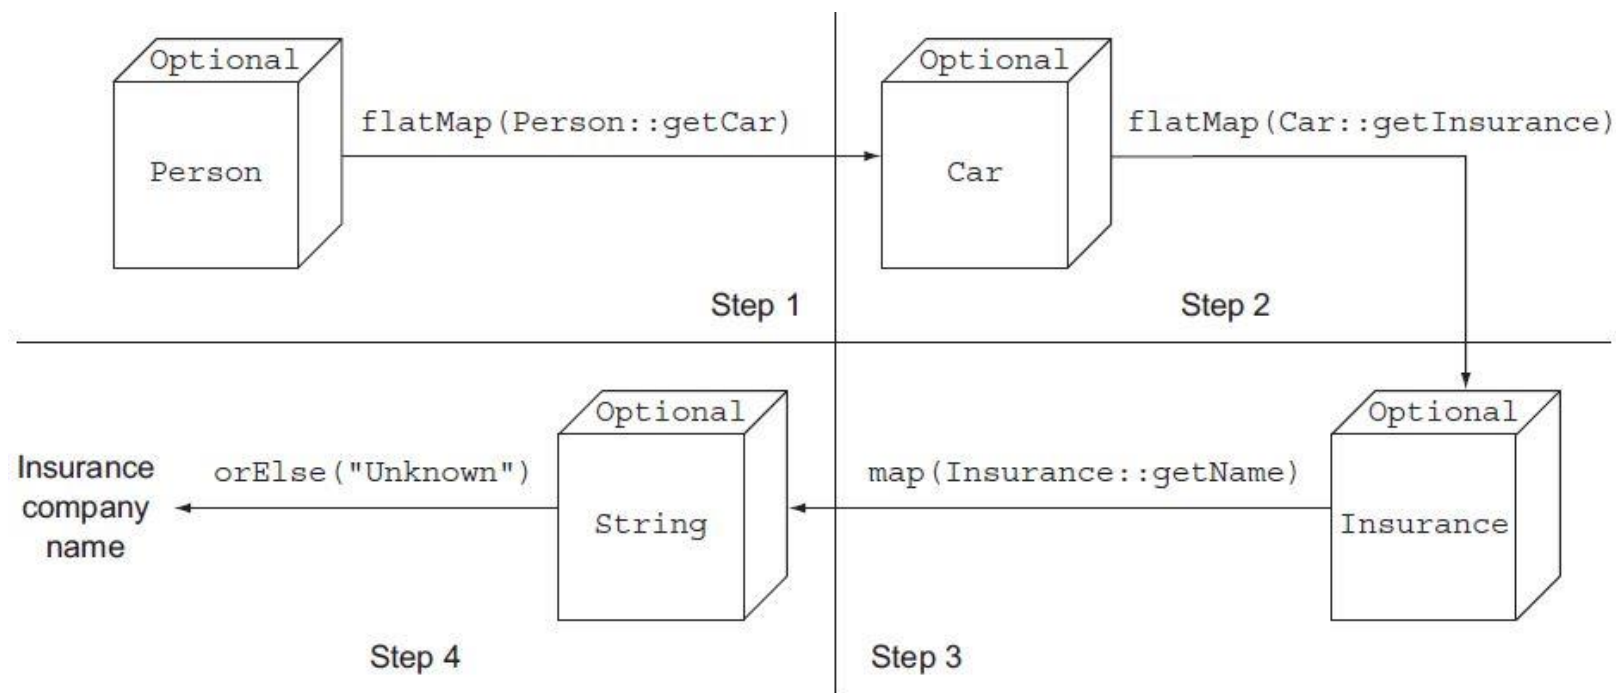 Optional
Person
flatMap(Person::getCar)
Step 1
Optional
Car
flatMap(Car::getInsurance)
Step 2
Optional
Insurance
map(Insurance::getName)
Step 3
Optional
String
orElse("Unknown")
Step 4
Insurance
company
name